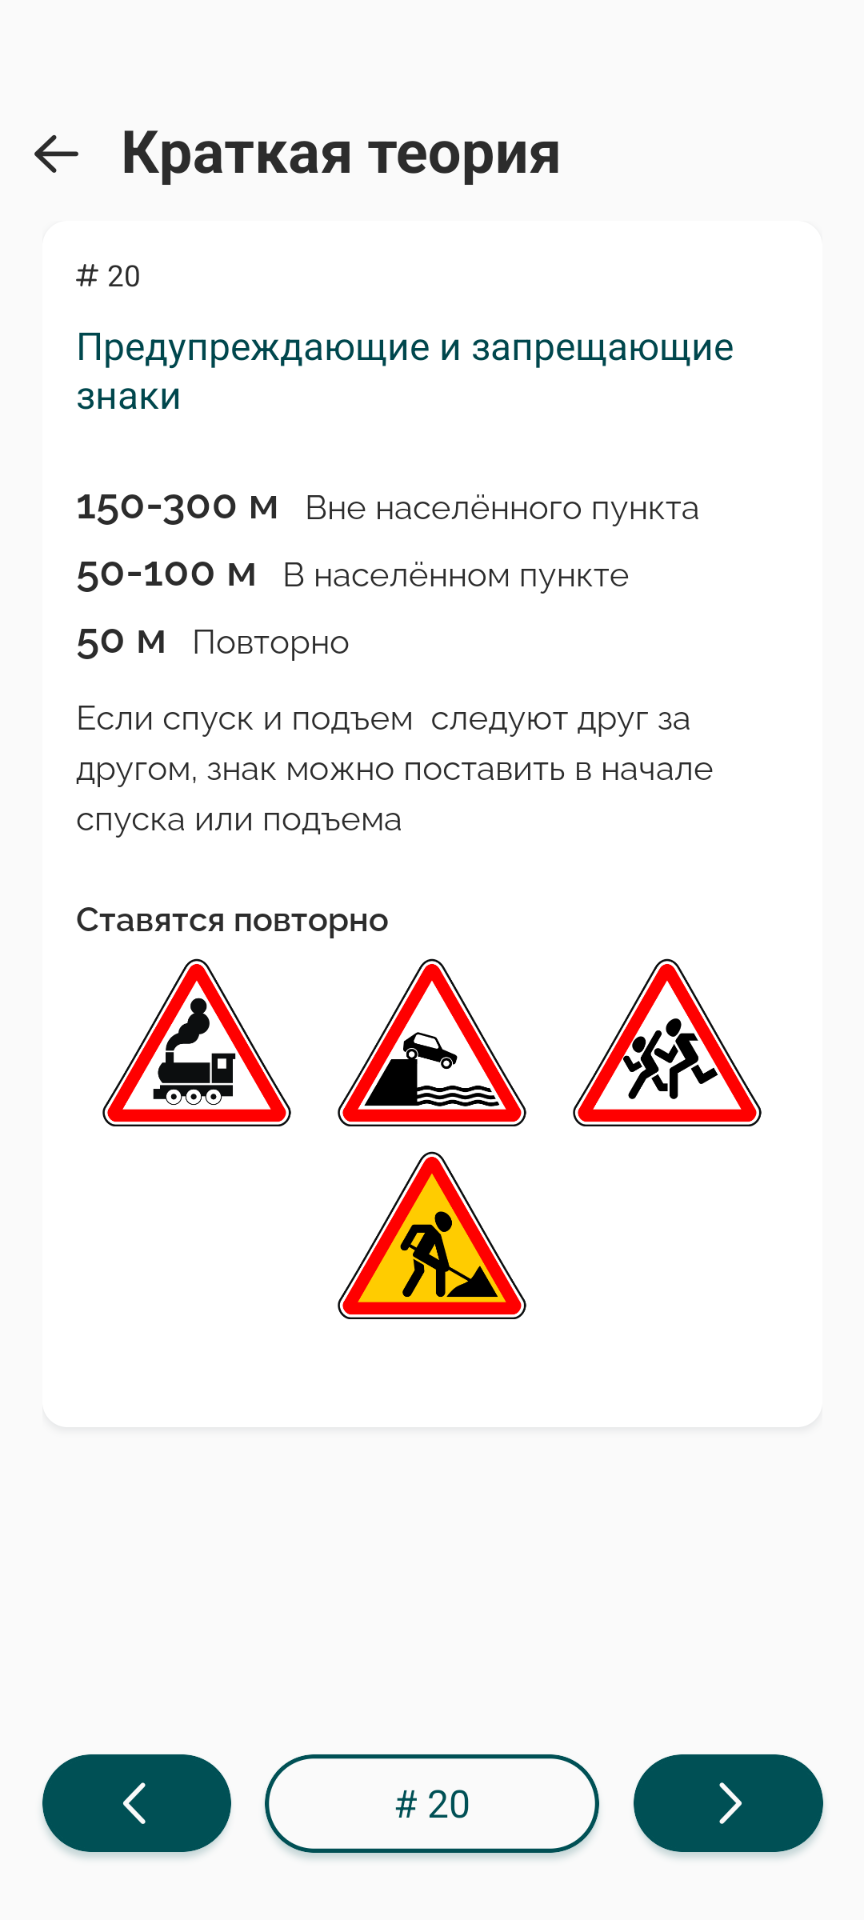 Краткая теория
# 20
Предупреждающие и запрещающие
знаки
150-300 м Вне населённого пункта
50-100 м В населённом пункте
50 м Повторно
Если спуск и подъем  следуют друг за
другом, знак можно поставить в начале
спуска или подъема
Ставятся повторно
# 20